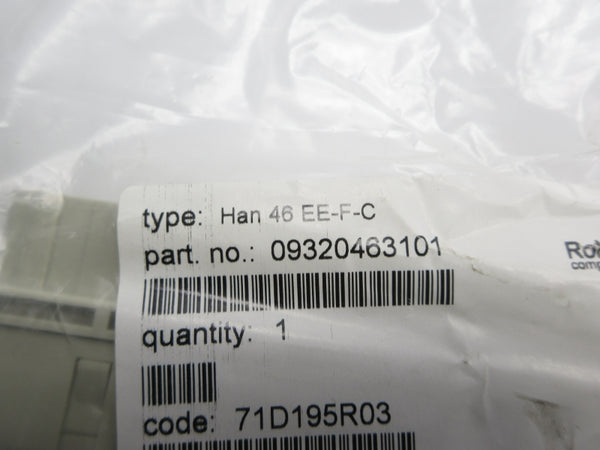 type: Han 46 EE-F-C
part. no.: 09320463101
quantity: 1
code: 71D195R03